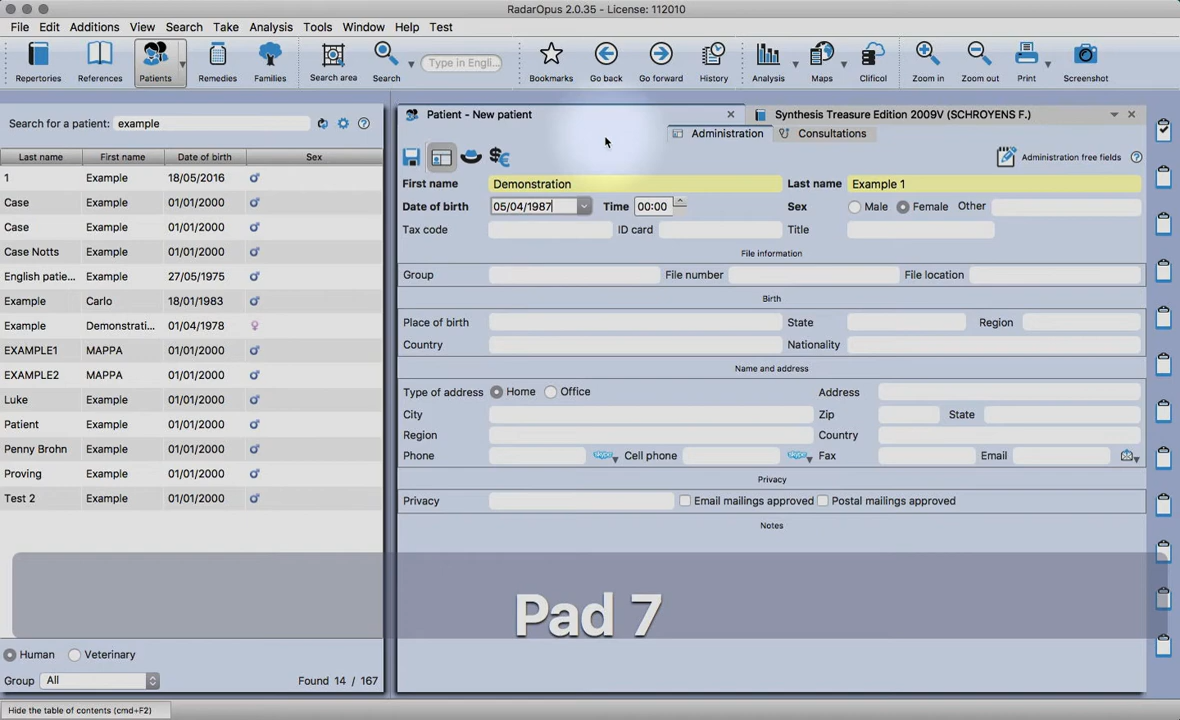 RadarOpus 2.0.35 - License: 112010
File Edit Additions View Search Take Analysis Tools Window Help Test
Repertories References Patients Remedies Families Search area Search Type in Engli... Bookmarks Go back Go forward History Analysis Maps Clificol Zoom in Zoom out Print Screenshot
Search for a patient: example
Last name First name Date of birth Sex
1 Example 18/05/2016
Case Example 01/01/2000
Case Example 01/01/2000
Case Notts Example 01/01/2000
English patie... Example 27/05/1975
Example Carlo 18/01/1983
Example Demonstrati... 01/04/1978
EXAMPLE1 MAPPA 01/01/2000
EXAMPLE2 MAPPA 01/01/2000
Luke Example 01/01/2000
Patient Example 01/01/2000
Penny Brohn Example 01/01/2000
Proving Example 01/01/2000
Test 2 Example 01/01/2000
Human Veterinary
Group All Found 14 / 167
Hide the table of contents (cmd+F2)
Patient - New patient
Synthesis Treasure Edition 2009V (SCHROYENS F.)
Administration Consultations
Administration free fields
First name Demonstration Last name Example 1
Date of birth 05/04/1987 Time 00:00 Sex Male Female Other
Tax code ID card Title
File information
Group File number File location
Birth
Place of birth State Region
Country Nationality
Name and address
Type of address Home Office Address
City Zip State
Region Country
Phone Cell phone Fax Email
Privacy
Privacy Email mailings approved Postal mailings approved
Notes
Pad 7